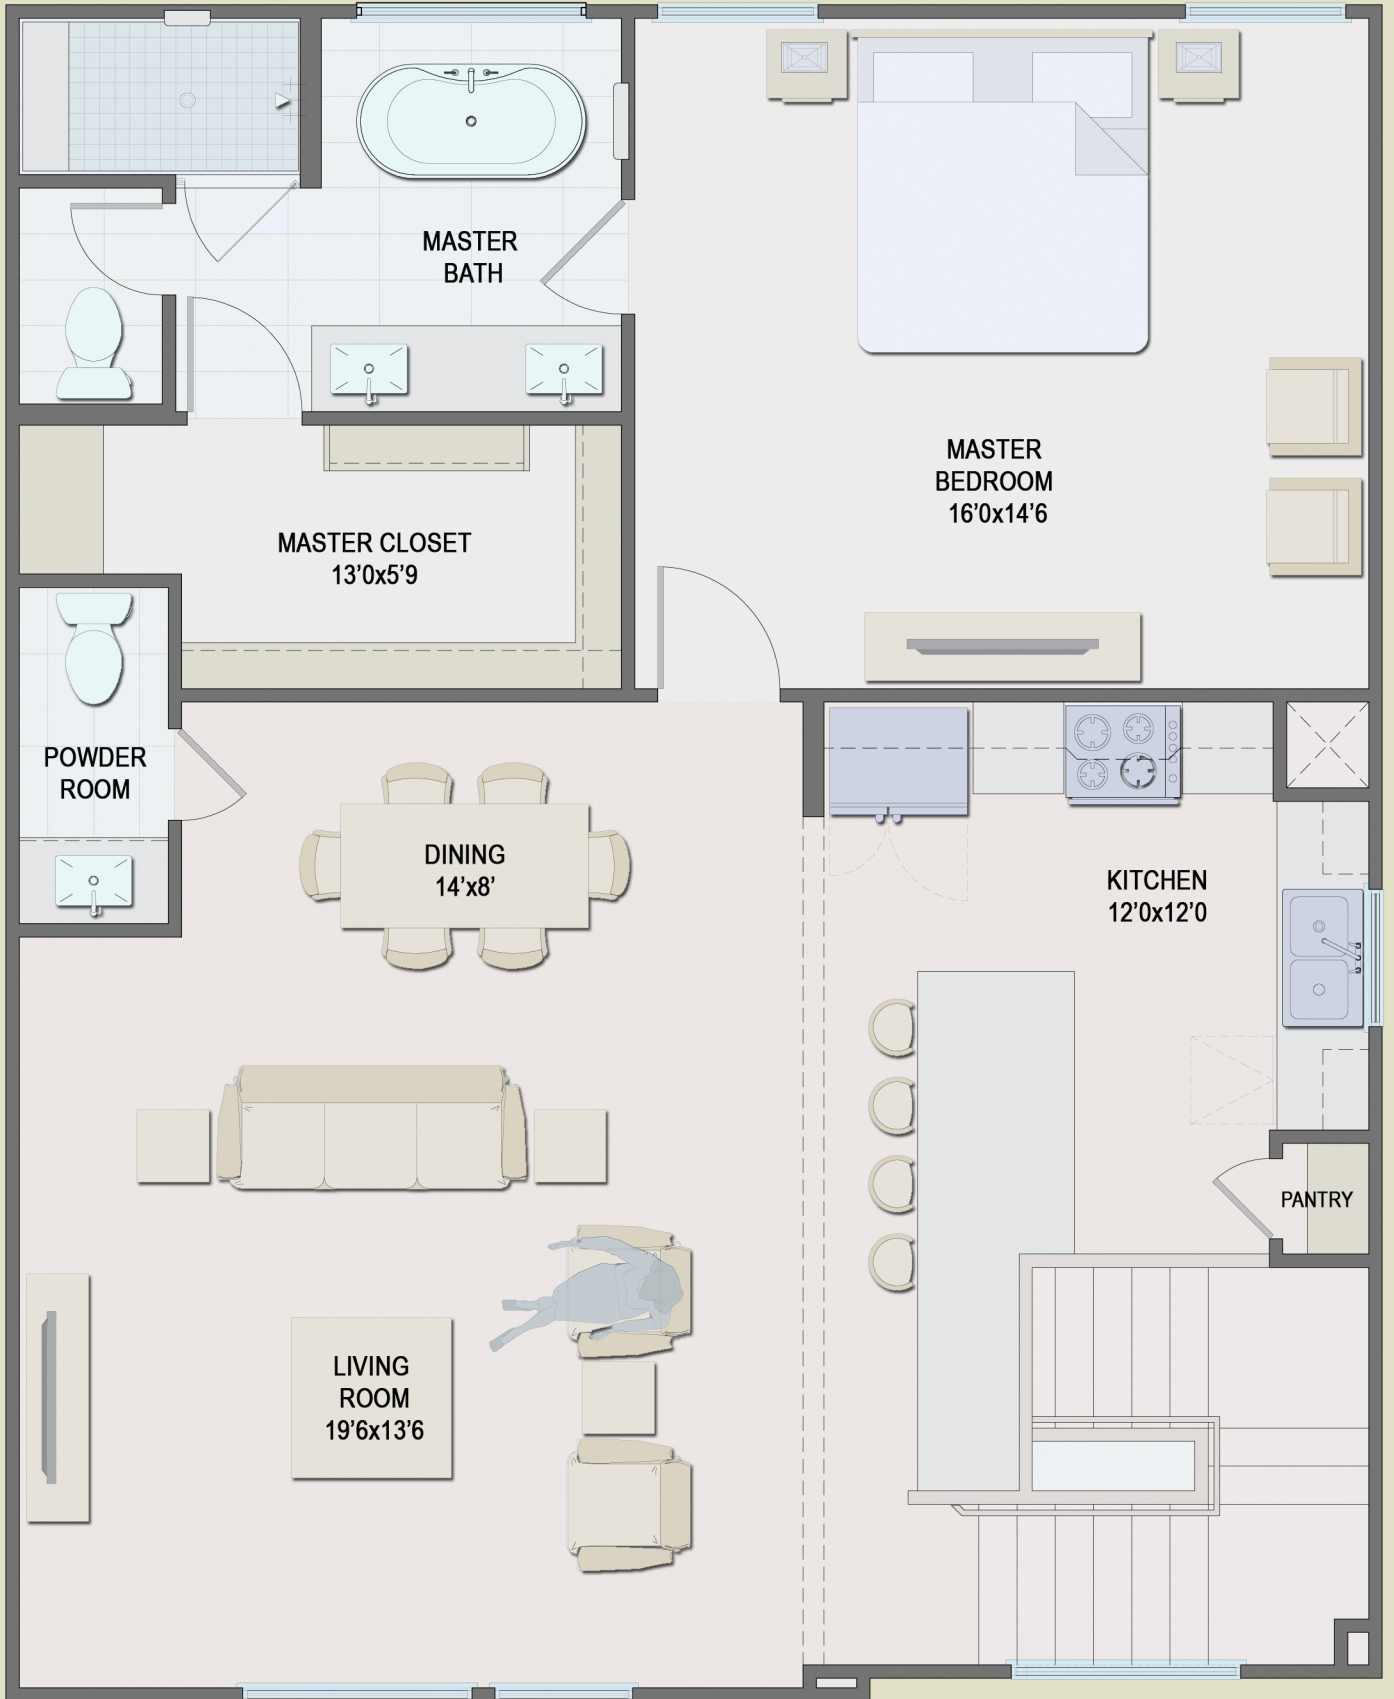 MASTER
BATH
MASTER
BEDROOM
16'0x14'6
MASTER CLOSET
13'0x5'9
POWDER
ROOM
DINING
14'x8'
KITCHEN
12'0x12'0
PANTRY
LIVING
ROOM
19'6x13'6